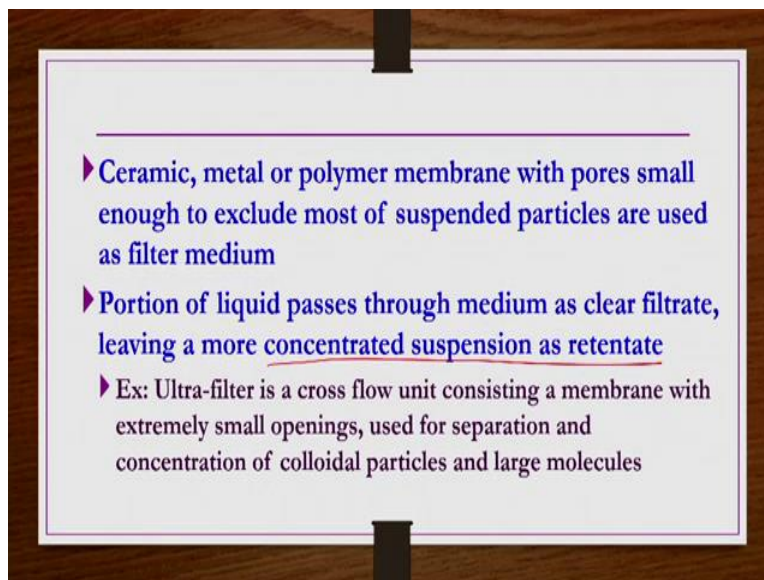 Ceramic, metal or polymer membrane with pores small
enough to exclude most of suspended particles are used
as filter medium
Portion of liquid passes through medium as clear filtrate,
leaving a more concentrated suspension as retentate
Ex: Ultra-filter is a cross flow unit consisting a membrane with
extremely small openings, used for separation and
concentration of colloidal particles and large molecules